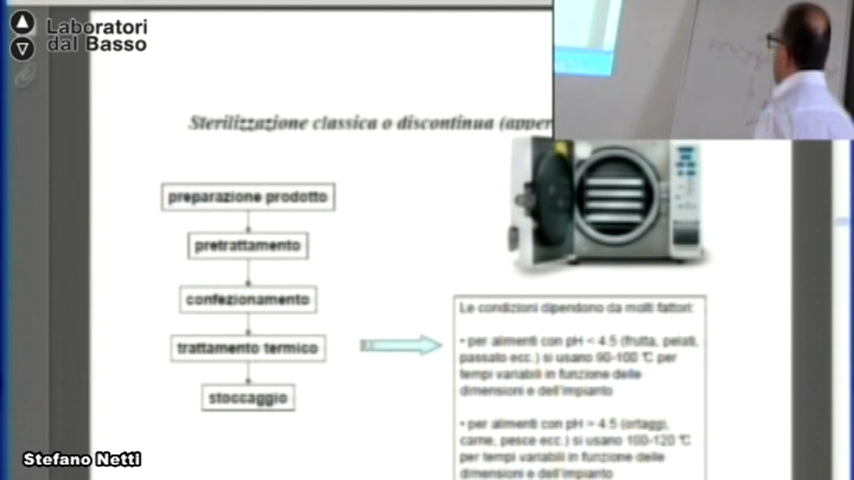 Laboratori
dal Basso
Sterilizzazione classica o discontinua
preparazione prodotto
pretrattamento
confezionamento
trattamento termico
stoccaggio
Le condizioni dipendono da molti fattori:
• per alimenti con pH < 4.5 (frutta, pelati,
passato ecc.) si usano 90-100 °C per
tempi variabili in funzione delle
dimensioni e dell'impianto
• per alimenti con pH > 4.5 (ortaggi,
carne, pesce ecc.) si usano 100-120 °C
per tempi variabili in funzione delle
dimensioni e dell'impianto
Stefano Netti